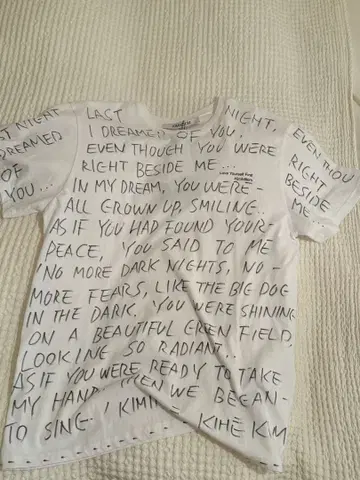 LAST NIGHT,
I DREAMED OF YOU,
EVEN THOUGH YOU WERE
RIGHT BESIDE ME...
IN MY DREAM, YOU WERE-
ALL GROWN UP, SMILING..
AS IF YOU HAD FOUND YOUR-
PEACE, YOU SAID TO ME
'NO MORE DARK NIGHTS, NO-
MORE FEARS, LIKE THE BIG DOG
IN THE DARK. YOU WERE SHINING
ON A BEAUTIFUL GREN FIELD,
LOOKING SO RADIANT...
AS IF YOU WERE READY TO TAKE
MY HAND. THEN WE BEGAN-
TO SING
ST NIGHT
DREAMED
OF
YOU...
EVEN THOU
RIGHT
BESIDE
ME...